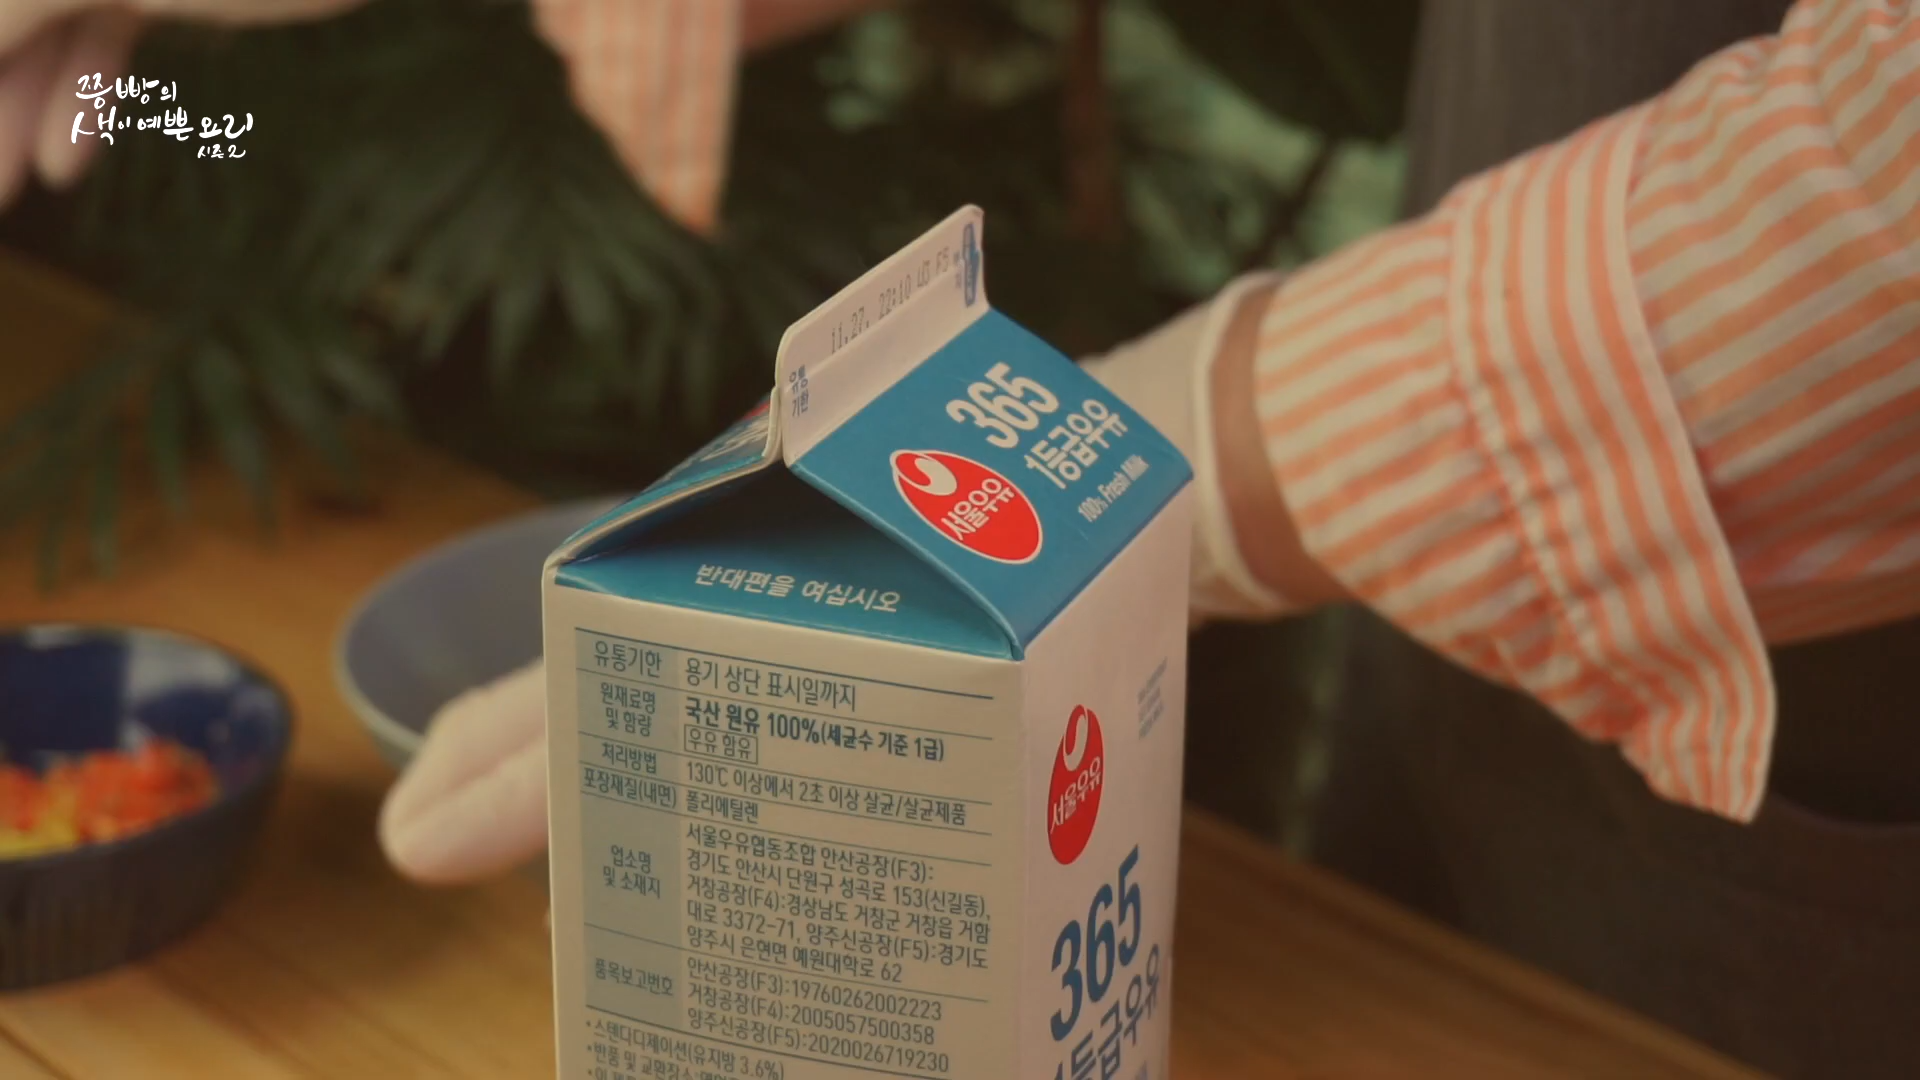 쯩빵의
색이 예쁜 요리
시즌2
11.27. 22:10 U3 F5
유통
기한
365
1등급우유
100% Fresh Milk
서울우유
반대편을 여십시오
유통기한 용기 상단 표시일까지
원재료명 및 함량 국산 원유 100%(세균수 기준 1급)
우유 함유
처리방법 130℃ 이상에서 2초 이상 살균/살균제품
포장재질(내면) 폴리에틸렌
업소명 및 소재지 서울우유협동조합 안산공장(F3):
경기도 안산시 단원구 성곡로 153(신길동),
거창공장(F4):경상남도 거창군 거창읍 거함
대로 3372-71, 양주신공장(F5):경기도
양주시 은현면 예원대학로 62
품목보고번호 안산공장(F3):19760262002223
거창공장(F4):2005057500358
양주신공장(F5):2020026719230
*스탠다디제이션(유지방 3.6%)
*반품 및 교환장소:
서울우유
365
1등급우유